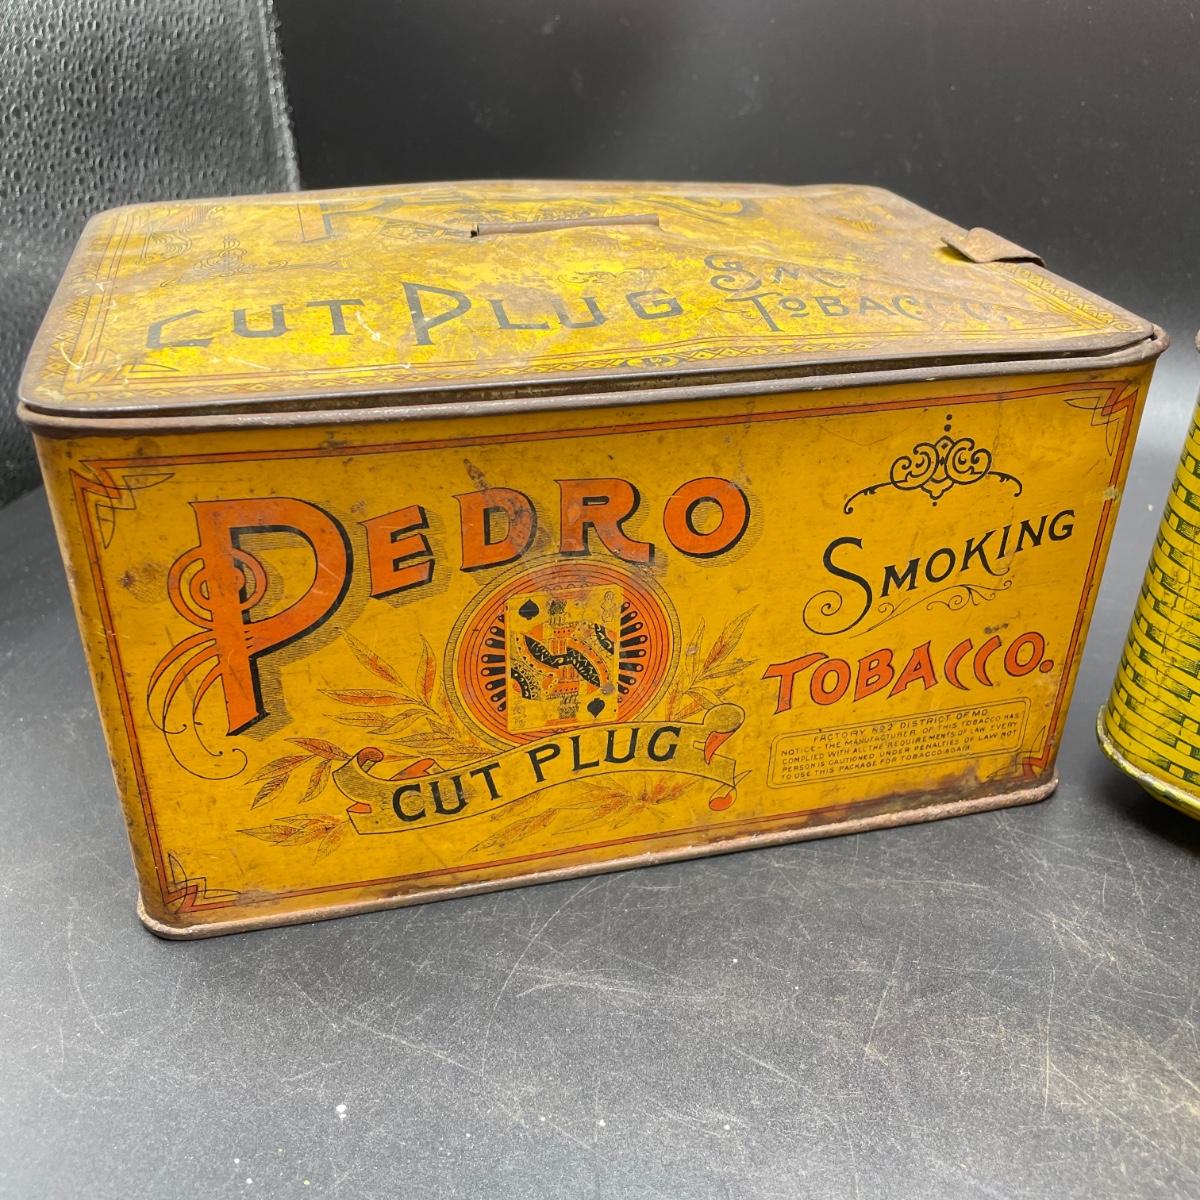 PEDRO
CUT PLUG
TOBACCO.
PEDRO
CUT PLUG
SMOKING
TOBACCO.
FACTORY No 2 DISTRICT OF MD.
NOTICE - THE MANUFACTURER OF THIS TOBACCO HAS
COMPLIED WITH ALL THE REQUIREMENTS OF LAW. EVERY
PERSON IS CAUTIONED UNDER PENALTIES OF LAW NOT
TO USE THIS PACKAGE FOR TOBACCO AGAIN.